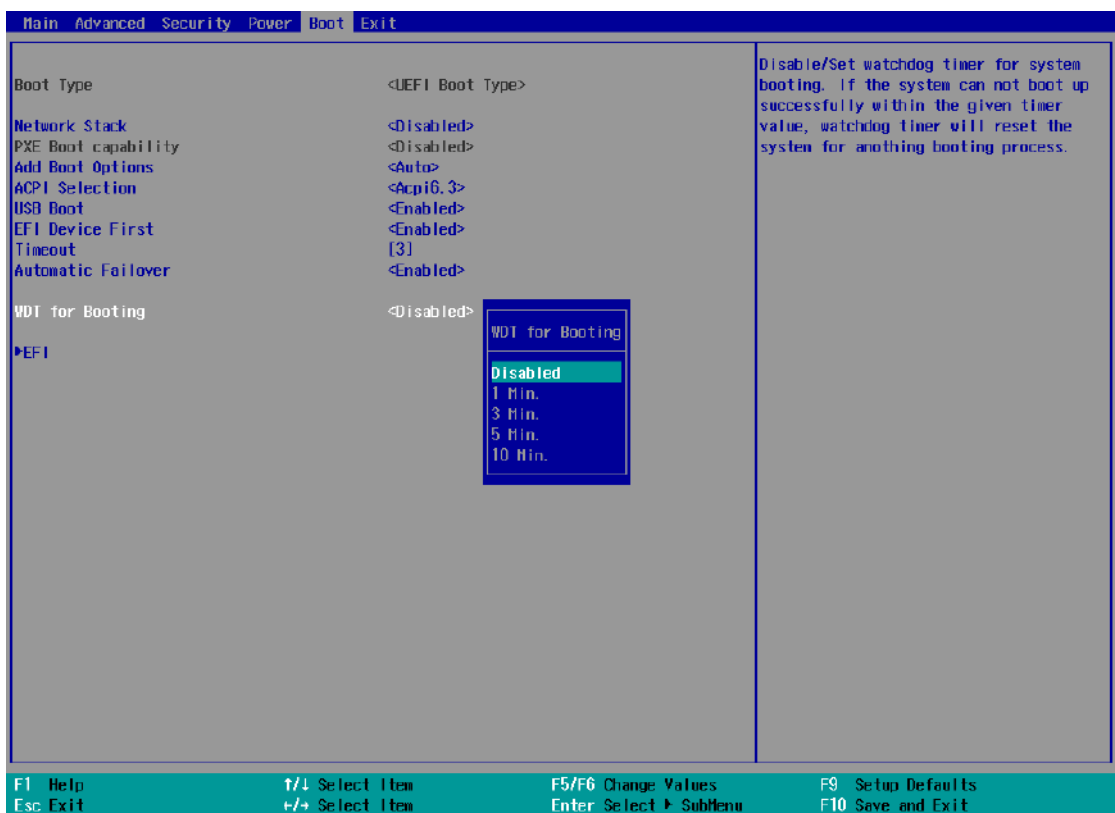 Main Advanced Security Power Boot Exit
Boot Type <UEFI Boot Type>
Network Stack <Disabled>
PXE Boot capability <Disabled>
Add Boot Options <Auto>
ACPI Selection <Acpi6.3>
USB Boot <Enabled>
EFI Device First <Enabled>
Timeout [3]
Automatic Failover <Enabled>
WDT for Booting <Disabled>
▶EFI
WDT for Booting
Disabled
1 Min.
3 Min.
5 Min.
10 Min.
Disable/Set watchdog timer for system
booting. If the system can not boot up
successfully within the given timer
value, watchdog timer will reset the
system for anothing booting process.
F1 Help ↑/↓ Select Item F5/F6 Change Values F9 Setup Defaults
Esc Exit ←/→ Select Item Enter Select ▶ SubMenu F10 Save and Exit